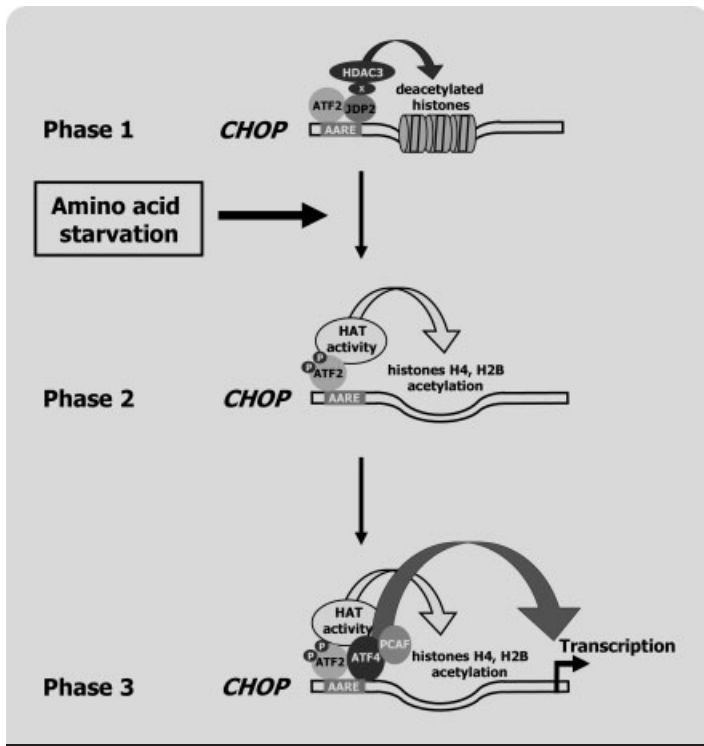 HDAC3
x
ATF2
JDP2
deacetylated
histones
Phase 1
CHOP
AARE
Amino acid
starvation
HAT
activity
P
P
ATF2
histones H4, H2B
acetylation
Phase 2
CHOP
AARE
HAT
activity
P
P
ATF2
ATF4
PCAF
histones H4, H2B
acetylation
Transcription
Phase 3
CHOP
AARE